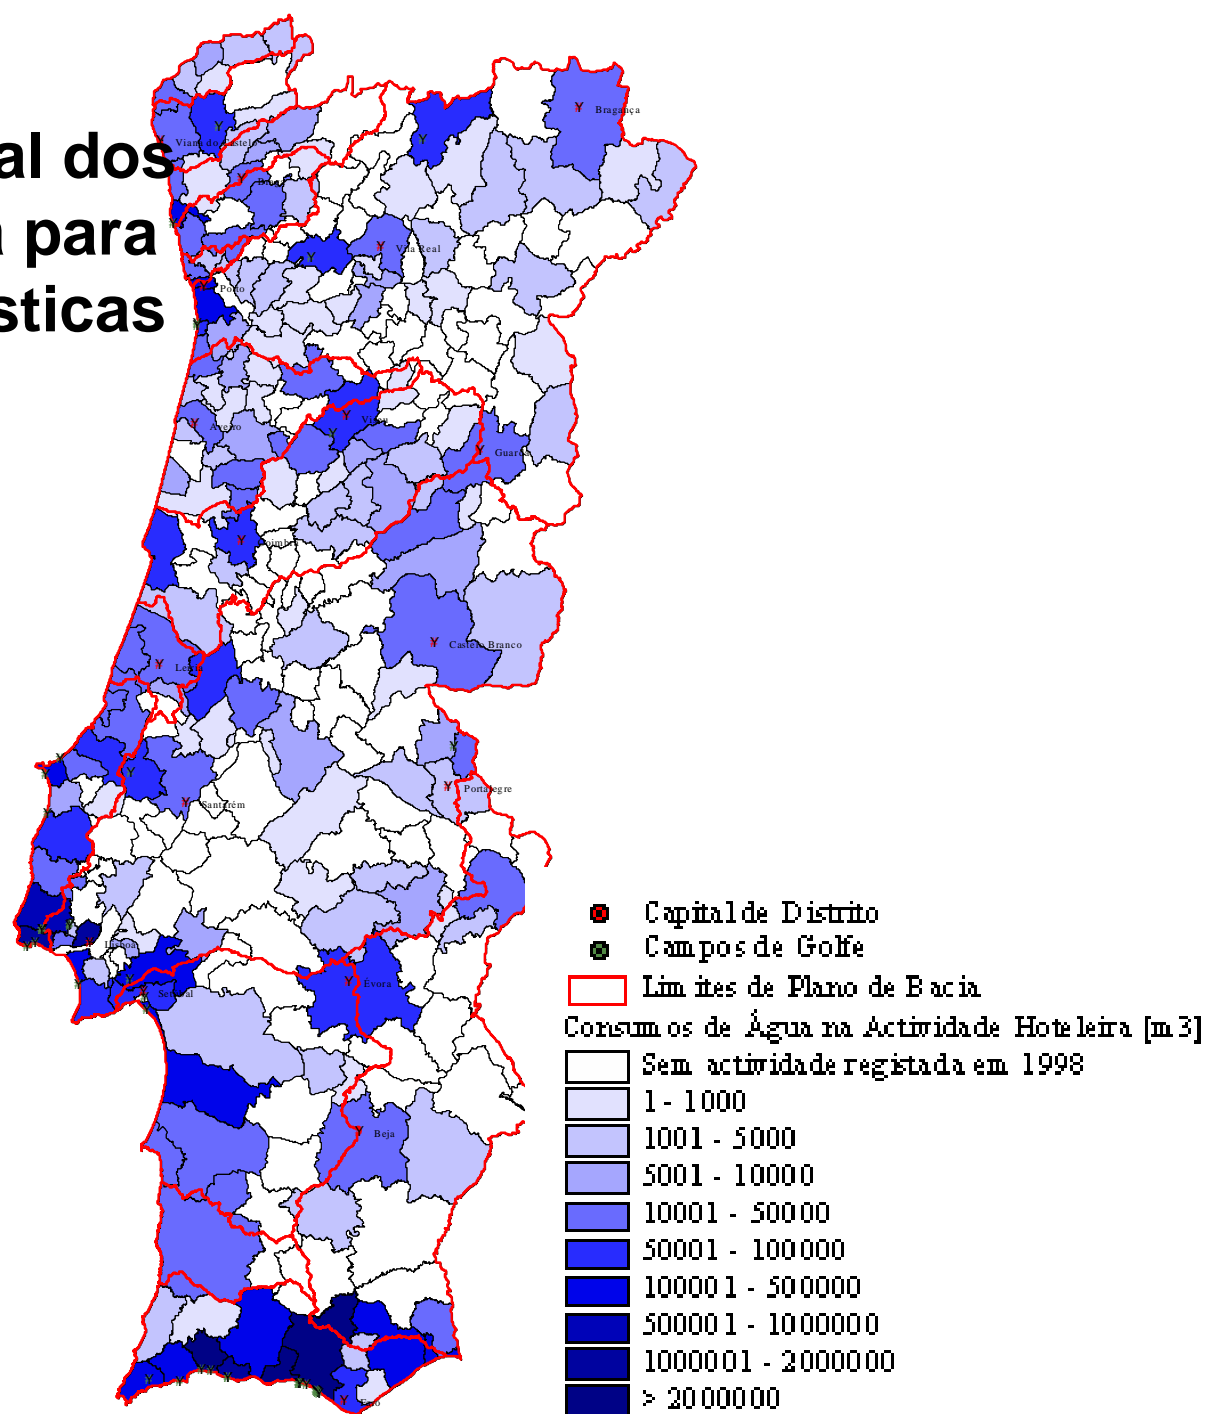 al dos
a para
sticas
Bragança
Viana do Castelo
Braga
Vila Real
Porto
Viseu
Aveiro
Guarda
Coimbra
Castelo Branco
Leiria
Portalegre
Santarém
Lisboa
Évora
Setúbal
Beja
Faro
Capital de Distrito
Campos de Golfe
Limites de Plano de Bacia
Consumos de Água na Actividade Hoteleira [m3]
Sem actividade registada em 1998
1 - 1000
1001 - 5000
5001 - 10000
10001 - 50000
50001 - 100000
100001 - 500000
500001 - 1000000
1000001 - 2000000
> 2000000